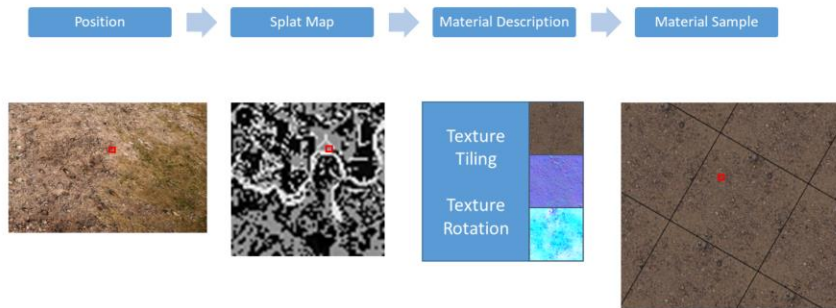 Position
Splat Map
Material Description
Material Sample
Texture
Tiling
Texture
Rotation